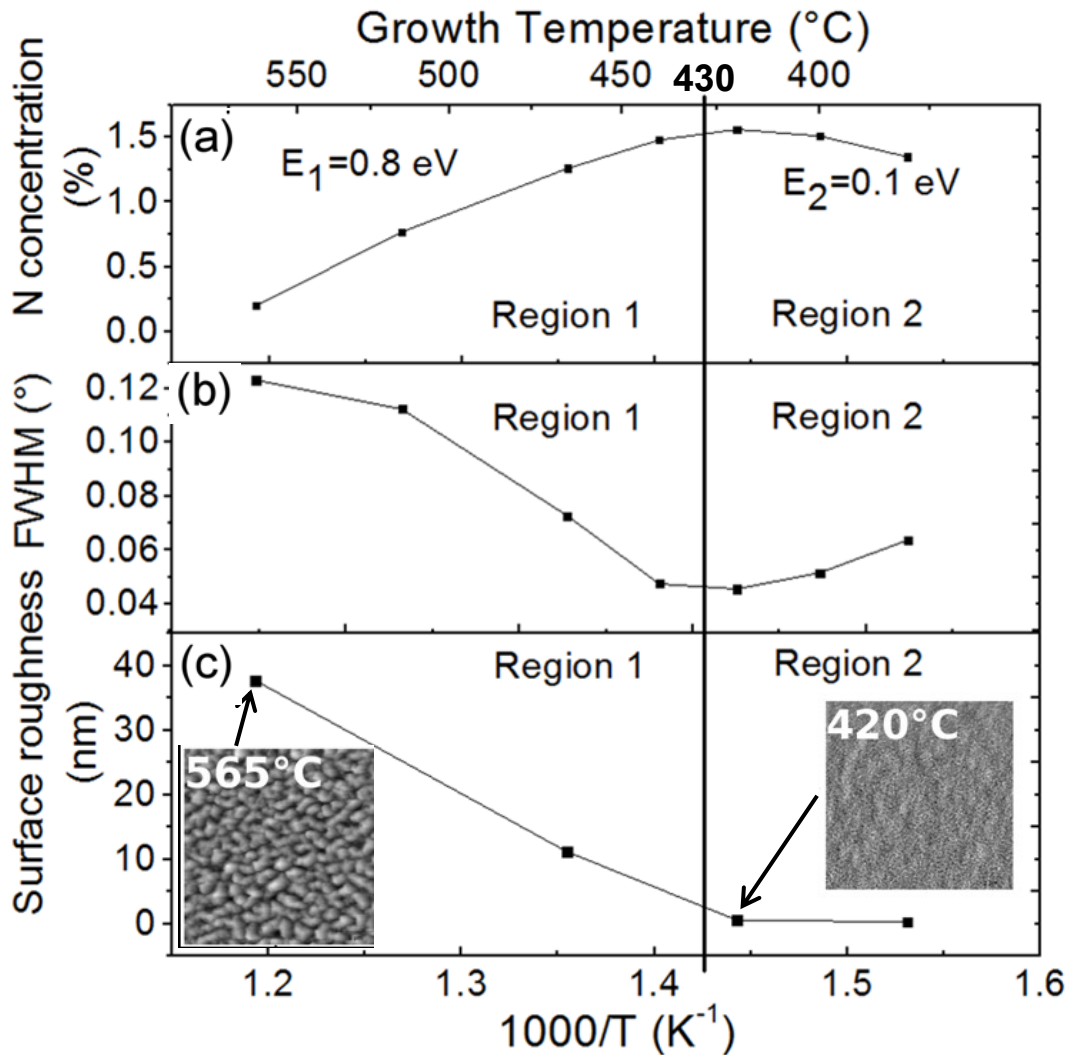 Growth Temperature (°C)
550 500 450 430 400
N concentration
(%)
1.5
1.0
0.5
0.0
(a)
E1=0.8 eV
E2=0.1 eV
Region 1
Region 2
FWHM (°)
0.12
0.10
0.08
0.06
0.04
(b)
Region 1
Region 2
Surface roughness
(nm)
40
30
20
10
0
(c)
Region 1
Region 2
565°C
420°C
1.2 1.3 1.4 1.5 1.6
1000/T (K⁻¹)